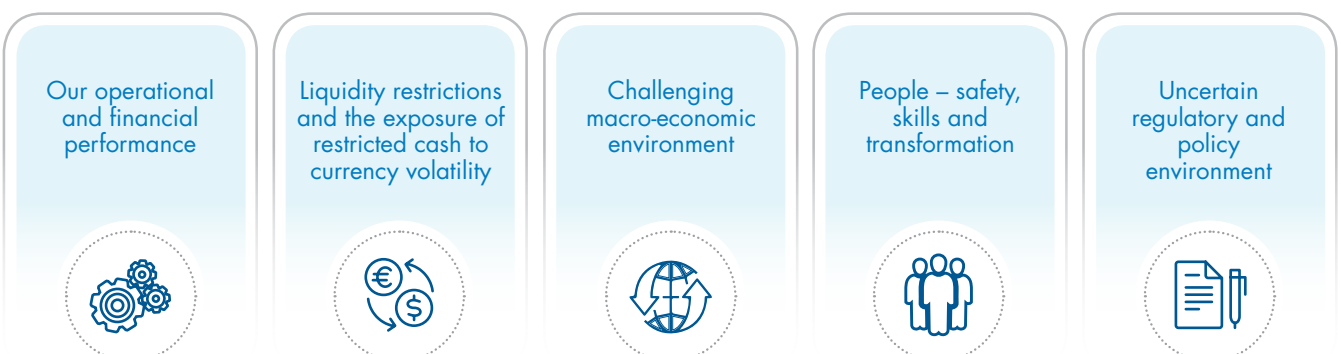 Our operational
and financial
performance
Liquidity restrictions
and the exposure of
restricted cash to
currency volatility
Challenging
macro-economic
environment
People – safety,
skills and
transformation
Uncertain
regulatory and
policy
environment
€
$